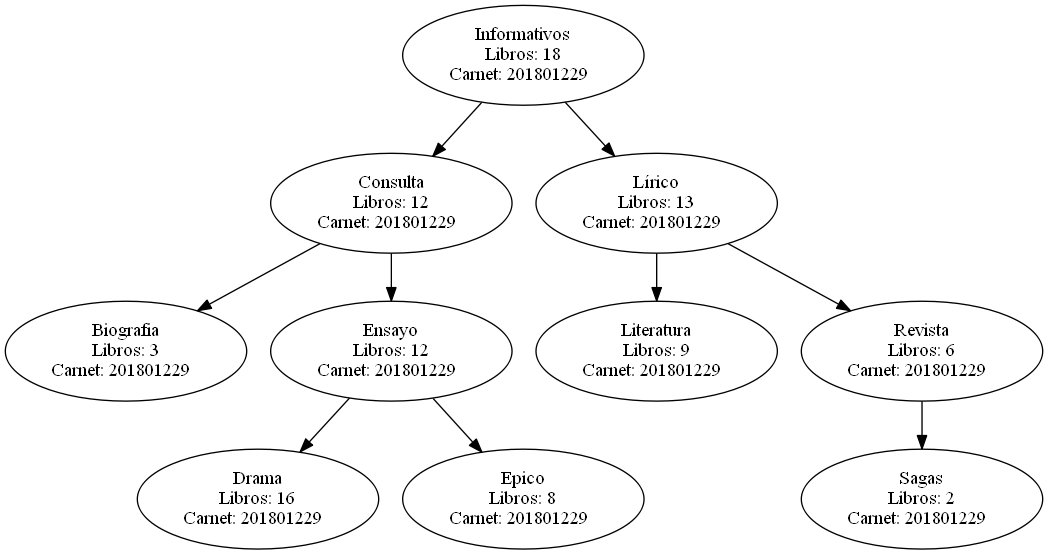 Informativos
Libros: 18
Carnet: 201801229
Consulta
Libros: 12
Carnet: 201801229
Lírico
Libros: 13
Carnet: 201801229
Biografia
Libros: 3
Carnet: 201801229
Ensayo
Libros: 12
Carnet: 201801229
Literatura
Libros: 9
Carnet: 201801229
Revista
Libros: 6
Carnet: 201801229
Drama
Libros: 16
Carnet: 201801229
Epico
Libros: 8
Carnet: 201801229
Sagas
Libros: 2
Carnet: 201801229